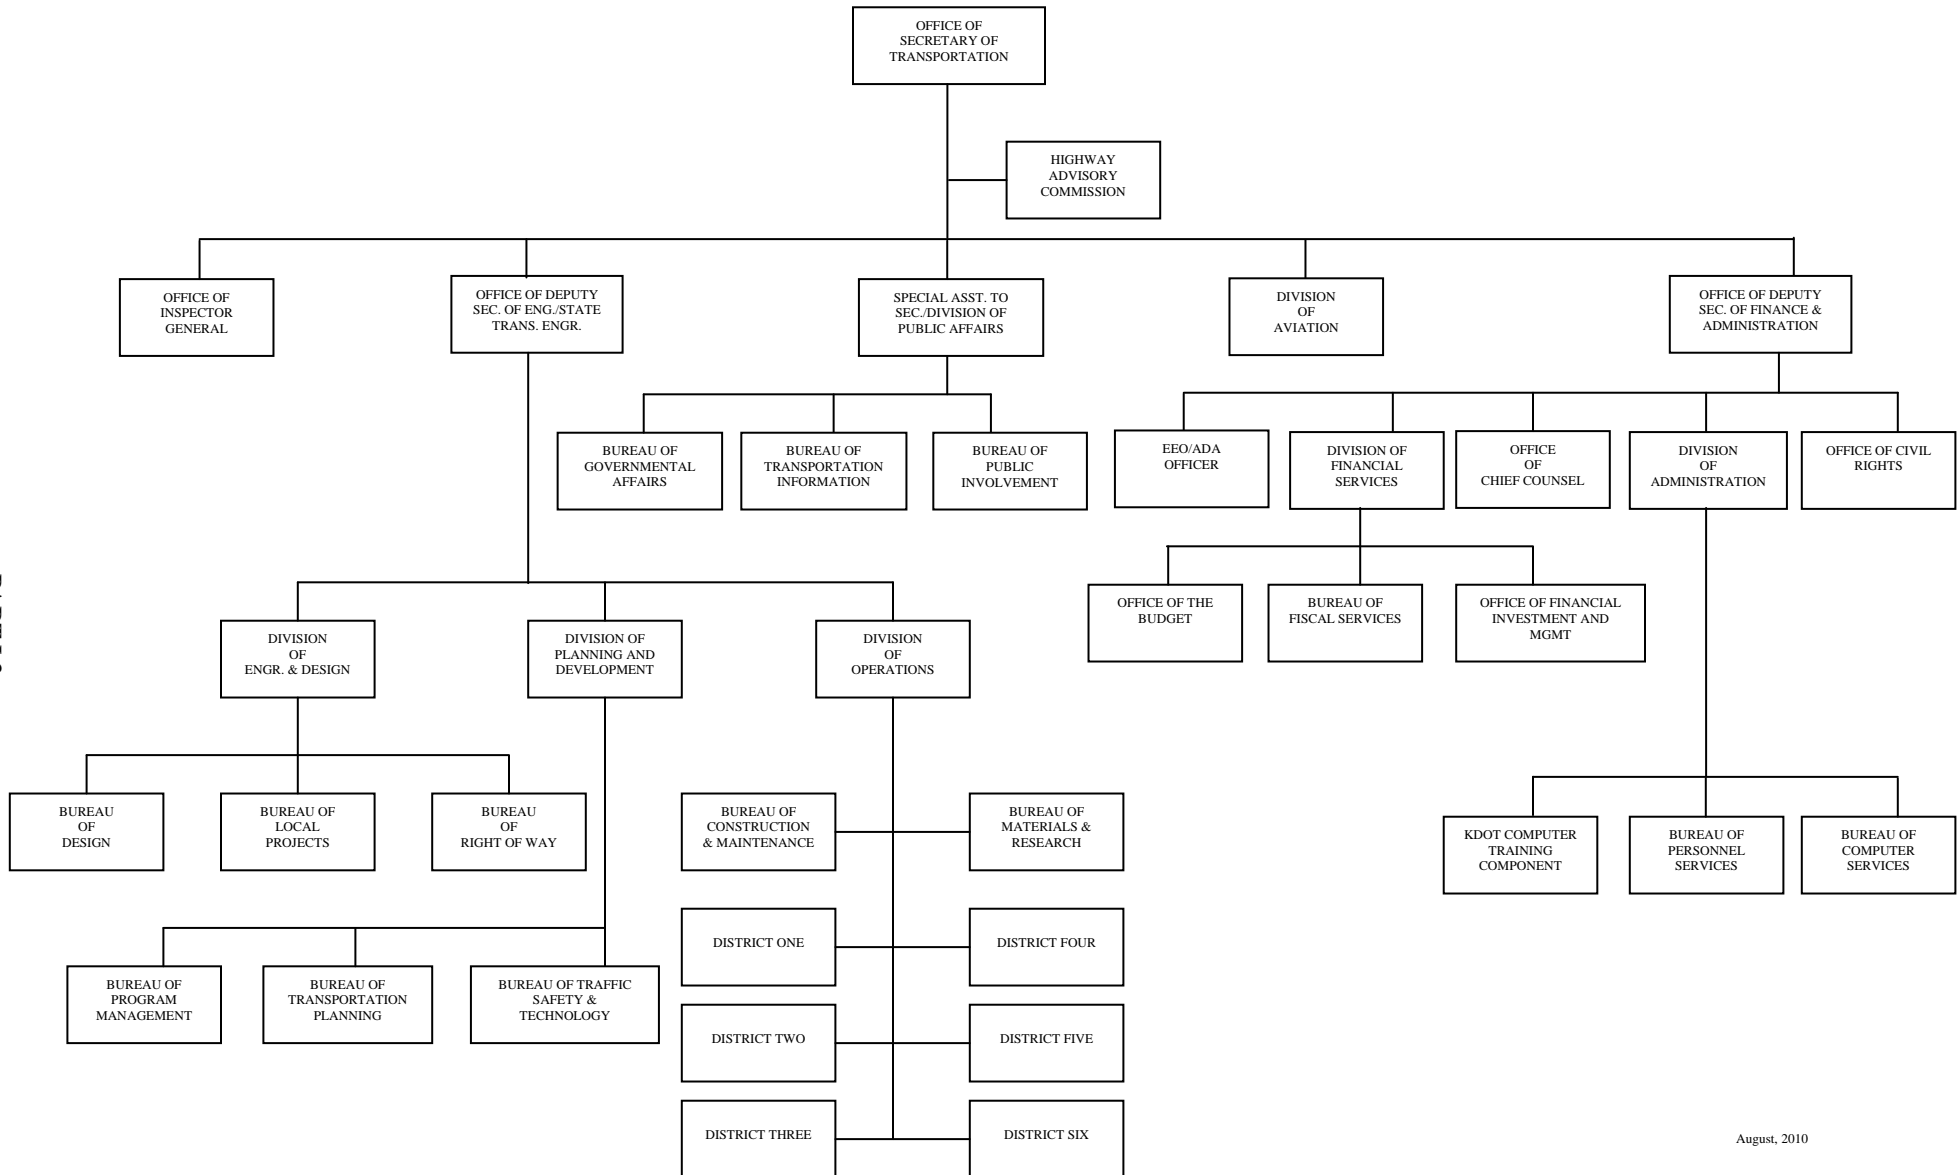 OFFICE OF
SECRETARY OF
TRANSPORTATION
HIGHWAY
ADVISORY
COMMISSION
OFFICE OF
INSPECTOR
GENERAL
OFFICE OF DEPUTY
SEC. OF ENG./STATE
TRANS. ENGR.
SPECIAL ASST. TO
SEC./DIVISION OF
PUBLIC AFFAIRS
DIVISION
OF
AVIATION
OFFICE OF DEPUTY
SEC. OF FINANCE &
ADMINISTRATION
BUREAU OF
GOVERNMENTAL
AFFAIRS
BUREAU OF
TRANSPORTATION
INFORMATION
BUREAU OF
PUBLIC
INVOLVEMENT
EEO/ADA
OFFICER
DIVISION OF
FINANCIAL
SERVICES
OFFICE
OF
CHIEF COUNSEL
DIVISION
OF
ADMINISTRATION
OFFICE OF CIVIL
RIGHTS
OFFICE OF THE
BUDGET
BUREAU OF
FISCAL SERVICES
OFFICE OF FINANCIAL
INVESTMENT AND
MGMT
DIVISION
OF
ENGR. & DESIGN
DIVISION OF
PLANNING AND
DEVELOPMENT
DIVISION
OF
OPERATIONS
BUREAU
OF
DESIGN
BUREAU OF
LOCAL
PROJECTS
BUREAU
OF
RIGHT OF WAY
BUREAU OF
CONSTRUCTION
& MAINTENANCE
BUREAU OF
MATERIALS &
RESEARCH
KDOT COMPUTER
TRAINING
COMPONENT
BUREAU OF
PERSONNEL
SERVICES
BUREAU OF
COMPUTER
SERVICES
DISTRICT ONE
DISTRICT FOUR
BUREAU OF
PROGRAM
MANAGEMENT
BUREAU OF
TRANSPORTATION
PLANNING
BUREAU OF TRAFFIC
SAFETY &
TECHNOLOGY
DISTRICT TWO
DISTRICT FIVE
DISTRICT THREE
DISTRICT SIX
August, 2010